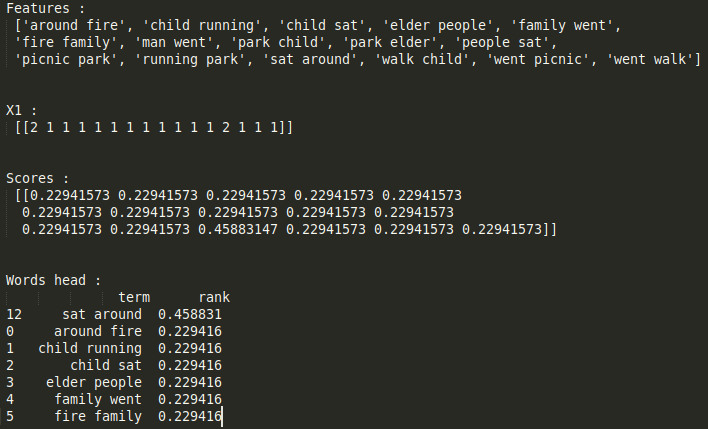 Features :
['around fire', 'child running', 'child sat', 'elder people', 'family went',
'fire family', 'man went', 'park child', 'park elder', 'people sat',
'picnic park', 'running park', 'sat around', 'walk child', 'went picnic', 'went walk']
X1 :
[[2 1 1 1 1 1 1 1 1 1 1 1 2 1 1 1]]
Scores :
[[0.22941573 0.22941573 0.22941573 0.22941573 0.22941573
0.22941573 0.22941573 0.22941573 0.22941573 0.22941573
0.22941573 0.22941573 0.45883147 0.22941573 0.22941573 0.22941573]]
Words head :
term rank
12 sat around 0.458831
0 around fire 0.229416
1 child running 0.229416
2 child sat 0.229416
3 elder people 0.229416
4 family went 0.229416
5 fire family 0.229416